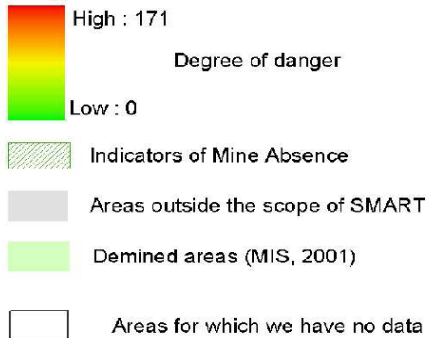 High : 171
Degree of danger
Low : 0
Indicators of Mine Absence
Areas outside the scope of SMART
Demined areas (MIS, 2001)
Areas for which we have no data